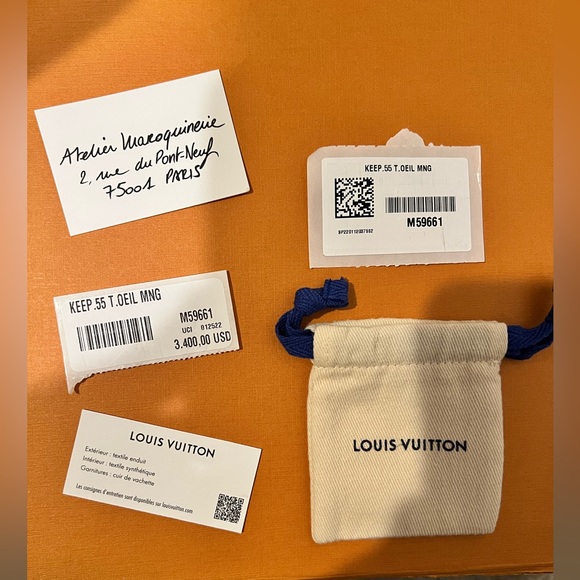 Atelier Maroquinerie
2, rue du Pont-Neuf
75001 PARIS
KEEP.55 T.OEIL MNG
M59661
KEEP.55 T.OEIL MNG
M59661
UCI 012522
3.400,00 USD
LOUIS VUITTON
Extérieur : textile enduit
Intérieur : textile synthétique
Garnitures : cuir de vachette
Les consignes d'entretien sont disponibles sur louisvuitton.com
LOUIS VUITTON